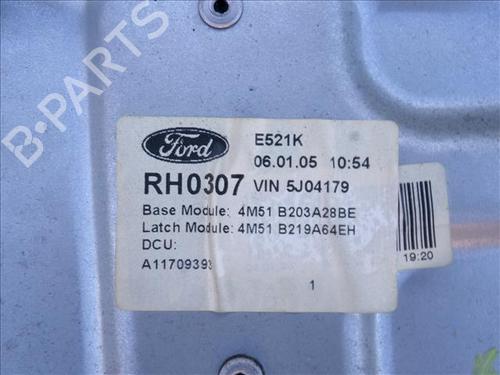 B-PARTS
Ford
E521K
06.01.05 10:54
RH0307 VIN 5J04179
Base Module: 4M51 B203A28BE
Latch Module: 4M51 B219A64EH
DCU:
A11709393
1
19:20